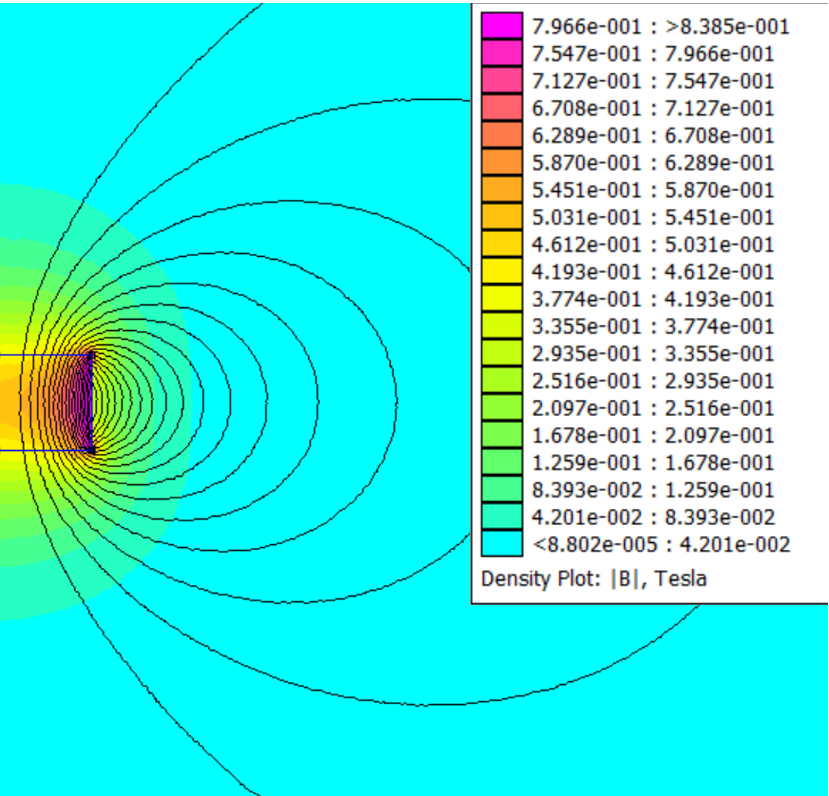 7.966e-001 : >8.385e-001
7.547e-001 : 7.966e-001
7.127e-001 : 7.547e-001
6.708e-001 : 7.127e-001
6.289e-001 : 6.708e-001
5.870e-001 : 6.289e-001
5.451e-001 : 5.870e-001
5.031e-001 : 5.451e-001
4.612e-001 : 5.031e-001
4.193e-001 : 4.612e-001
3.774e-001 : 4.193e-001
3.355e-001 : 3.774e-001
2.935e-001 : 3.355e-001
2.516e-001 : 2.935e-001
2.097e-001 : 2.516e-001
1.678e-001 : 2.097e-001
1.259e-001 : 1.678e-001
8.393e-002 : 1.259e-001
4.201e-002 : 8.393e-002
<8.802e-005 : 4.201e-002
Density Plot: |B|, Tesla